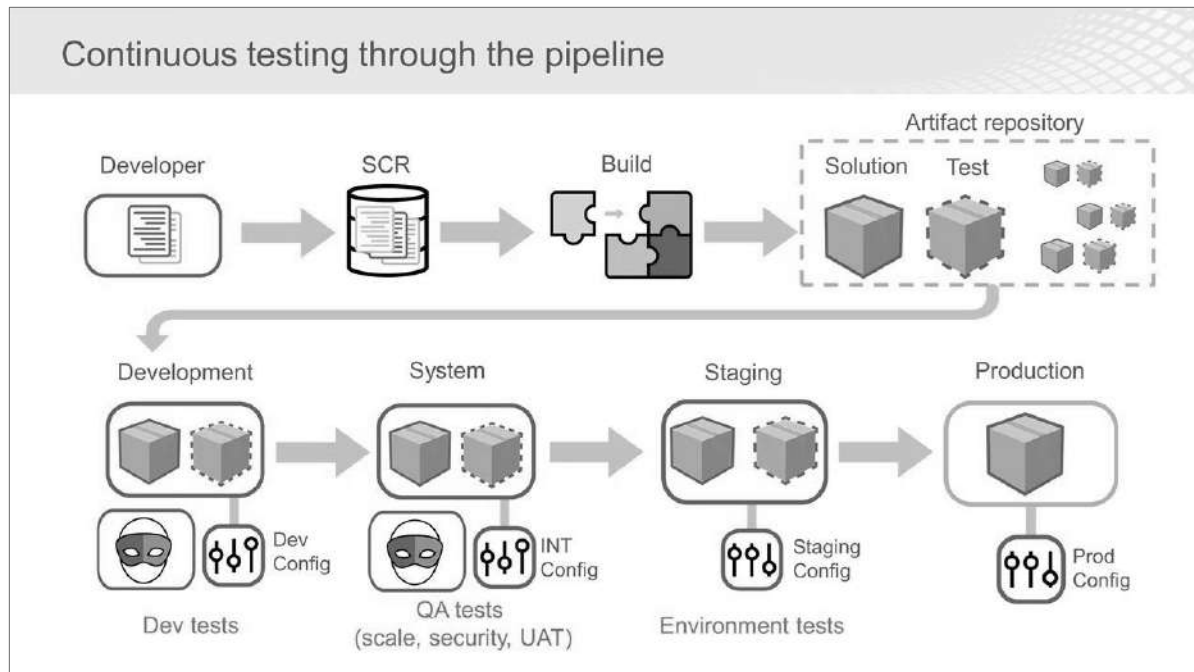 Continuous testing through the pipeline
Artifact repository
Developer
SCR
Build
Solution
Test
Development
System
Staging
Production
Dev
Config
INT
Config
Staging
Config
Prod
Config
Dev tests
QA tests
(scale, security, UAT)
Environment tests